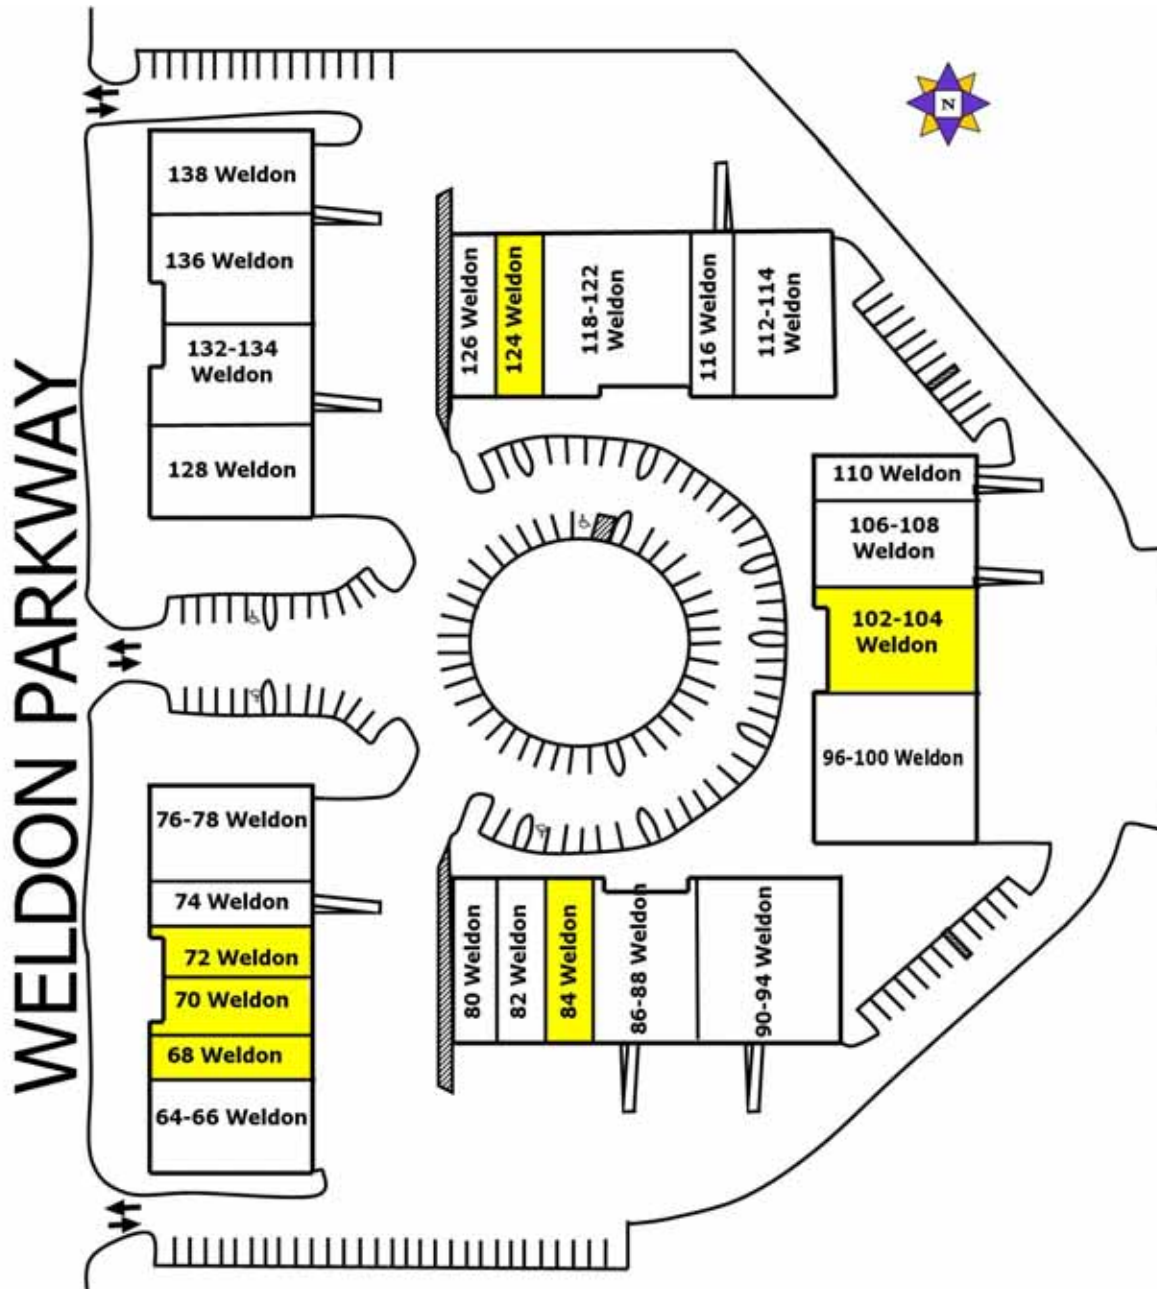 WELDON PARKWAY
N
138 Weldon
136 Weldon
132-134
Weldon
128 Weldon
126 Weldon
124 Weldon
118-122
Weldon
116 Weldon
112-114
Weldon
110 Weldon
106-108
Weldon
102-104
Weldon
96-100 Weldon
76-78 Weldon
74 Weldon
72 Weldon
70 Weldon
68 Weldon
64-66 Weldon
80 Weldon
82 Weldon
84 Weldon
86-88 Weldon
90-94 Weldon